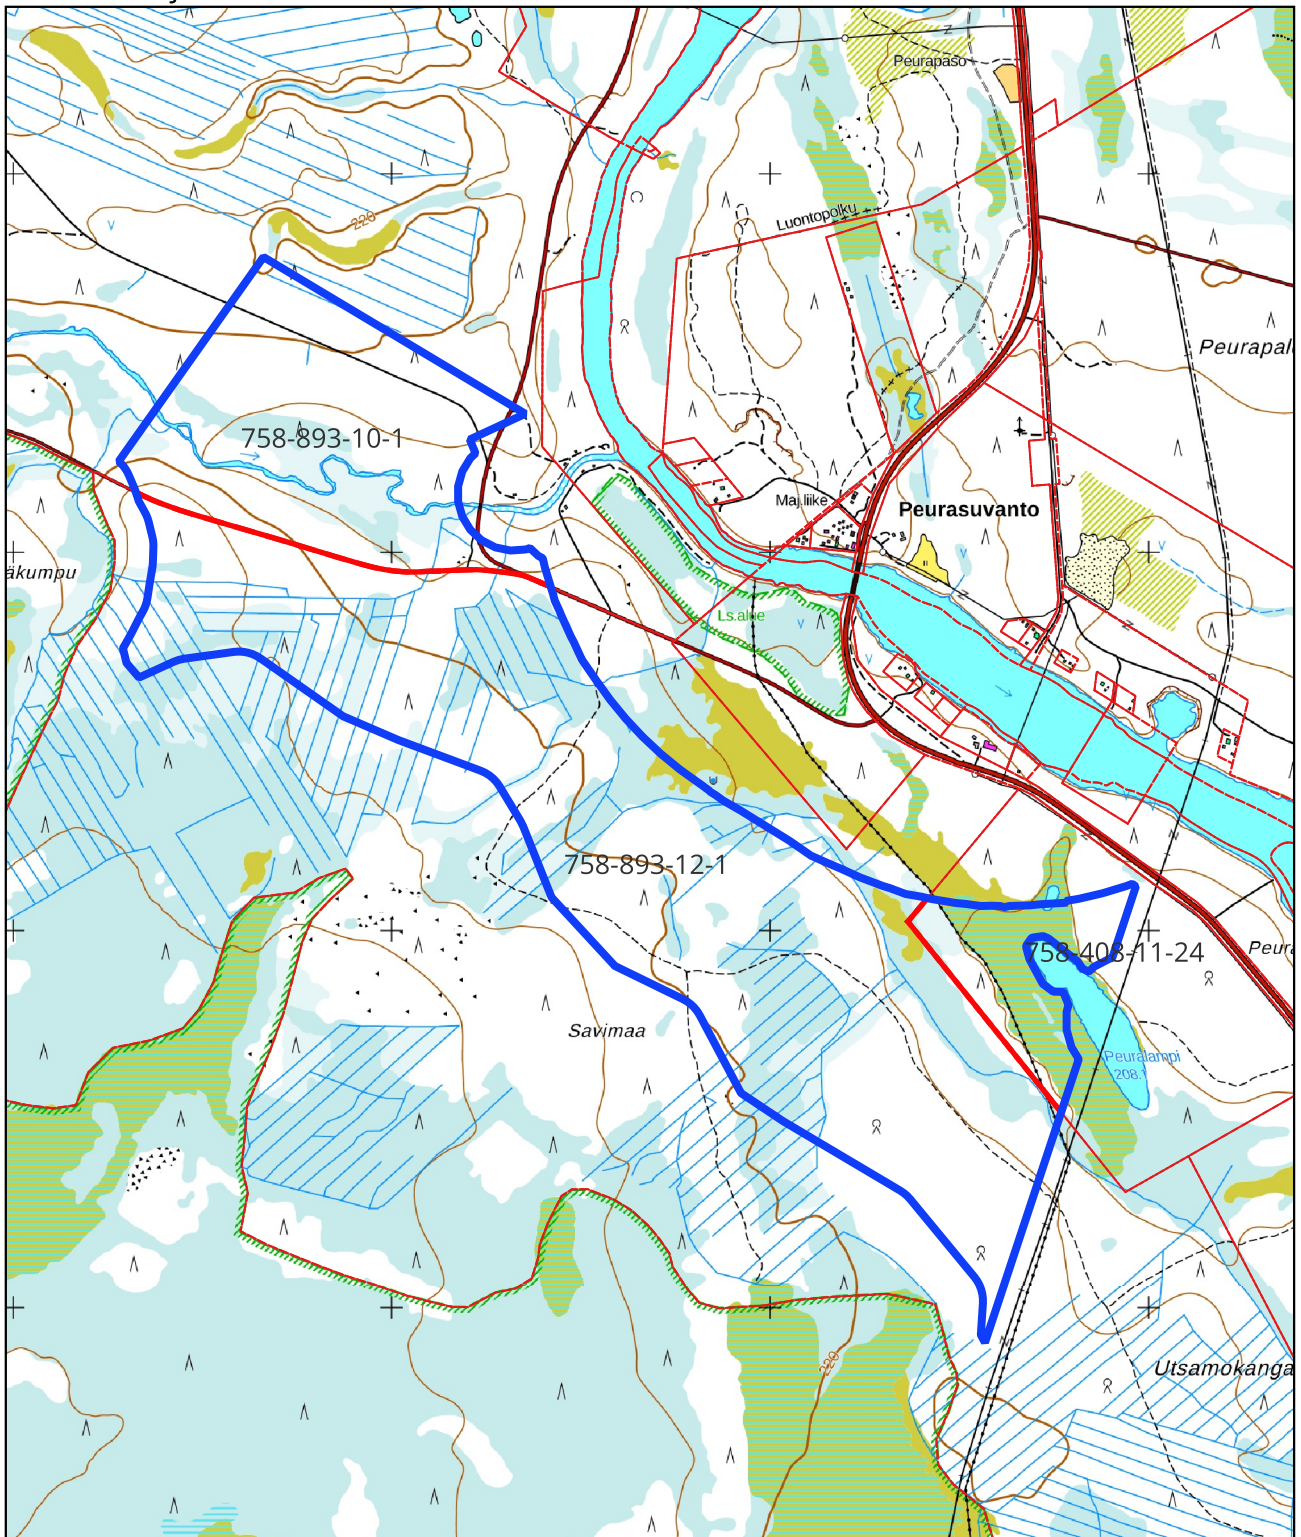 Peurapaso
Luontopolku
220
Peurapal
758-893-10-1
Maj.liike
Peurasuvanto
äkumpu
Ls.alue
758-893-12-1
758-408-11-24
Peura
Savimaa
Peuralampi
208.1
220
Utsamokanga